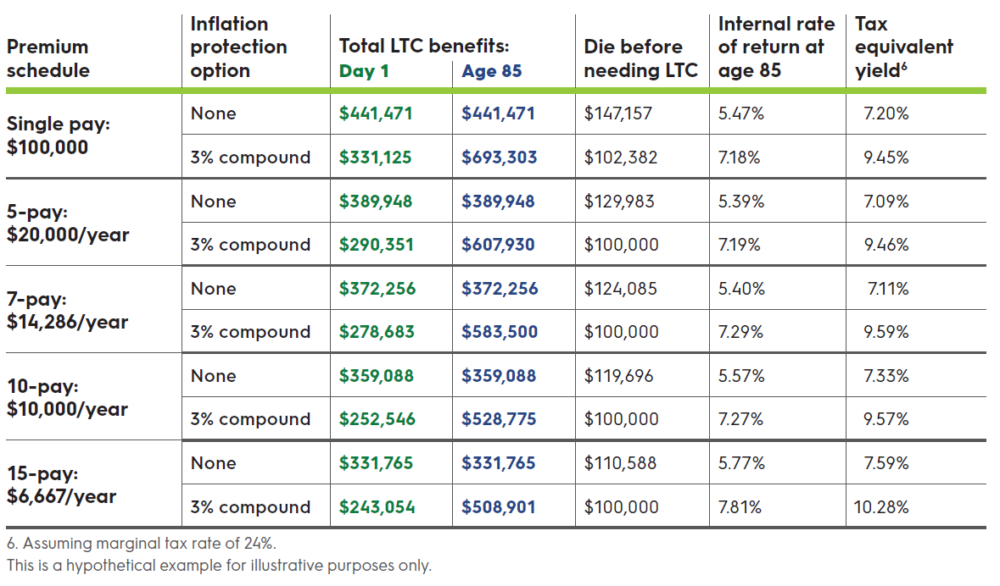 Premium schedule
Inflation protection option
Total LTC benefits:
Day 1
Age 85
Die before needing LTC
Internal rate of return at age 85
Tax equivalent yield6
Single pay:
$100,000
None $441,471 $441,471 $147,157 5.47% 7.20%
3% compound $331,125 $693,303 $102,382 7.18% 9.45%
5-pay:
$20,000/year
None $389,948 $389,948 $129,983 5.39% 7.09%
3% compound $290,351 $607,930 $100,000 7.19% 9.46%
7-pay:
$14,286/year
None $372,256 $372,256 $124,085 5.40% 7.11%
3% compound $278,683 $583,500 $100,000 7.29% 9.59%
10-pay:
$10,000/year
None $359,088 $359,088 $119,696 5.57% 7.33%
3% compound $252,546 $528,775 $100,000 7.27% 9.57%
15-pay:
$6,667/year
None $331,765 $331,765 $110,588 5.77% 7.59%
3% compound $243,054 $508,901 $100,000 7.81% 10.28%
6. Assuming marginal tax rate of 24%.
This is a hypothetical example for illustrative purposes only.